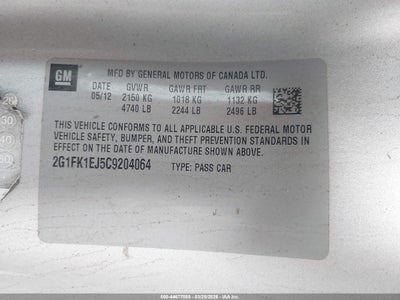 GM
MFD BY GENERAL MOTORS OF CANADA LTD.
DATE GVWR GAWR FRT GAWR RR
05/12 2150 KG 1018 KG 1132 KG
4740 LB 2244 LB 2496 LB
THIS VEHICLE CONFORMS TO ALL APPLICABLE U.S. FEDERAL MOTOR
VEHICLE SAFETY, BUMPER, AND THEFT PREVENTION STANDARDS
IN EFFECT ON THE DATE OF MANUFACTURE SHOWN ABOVE.
2G1FK1EJ5C9204064 TYPE: PASS CAR